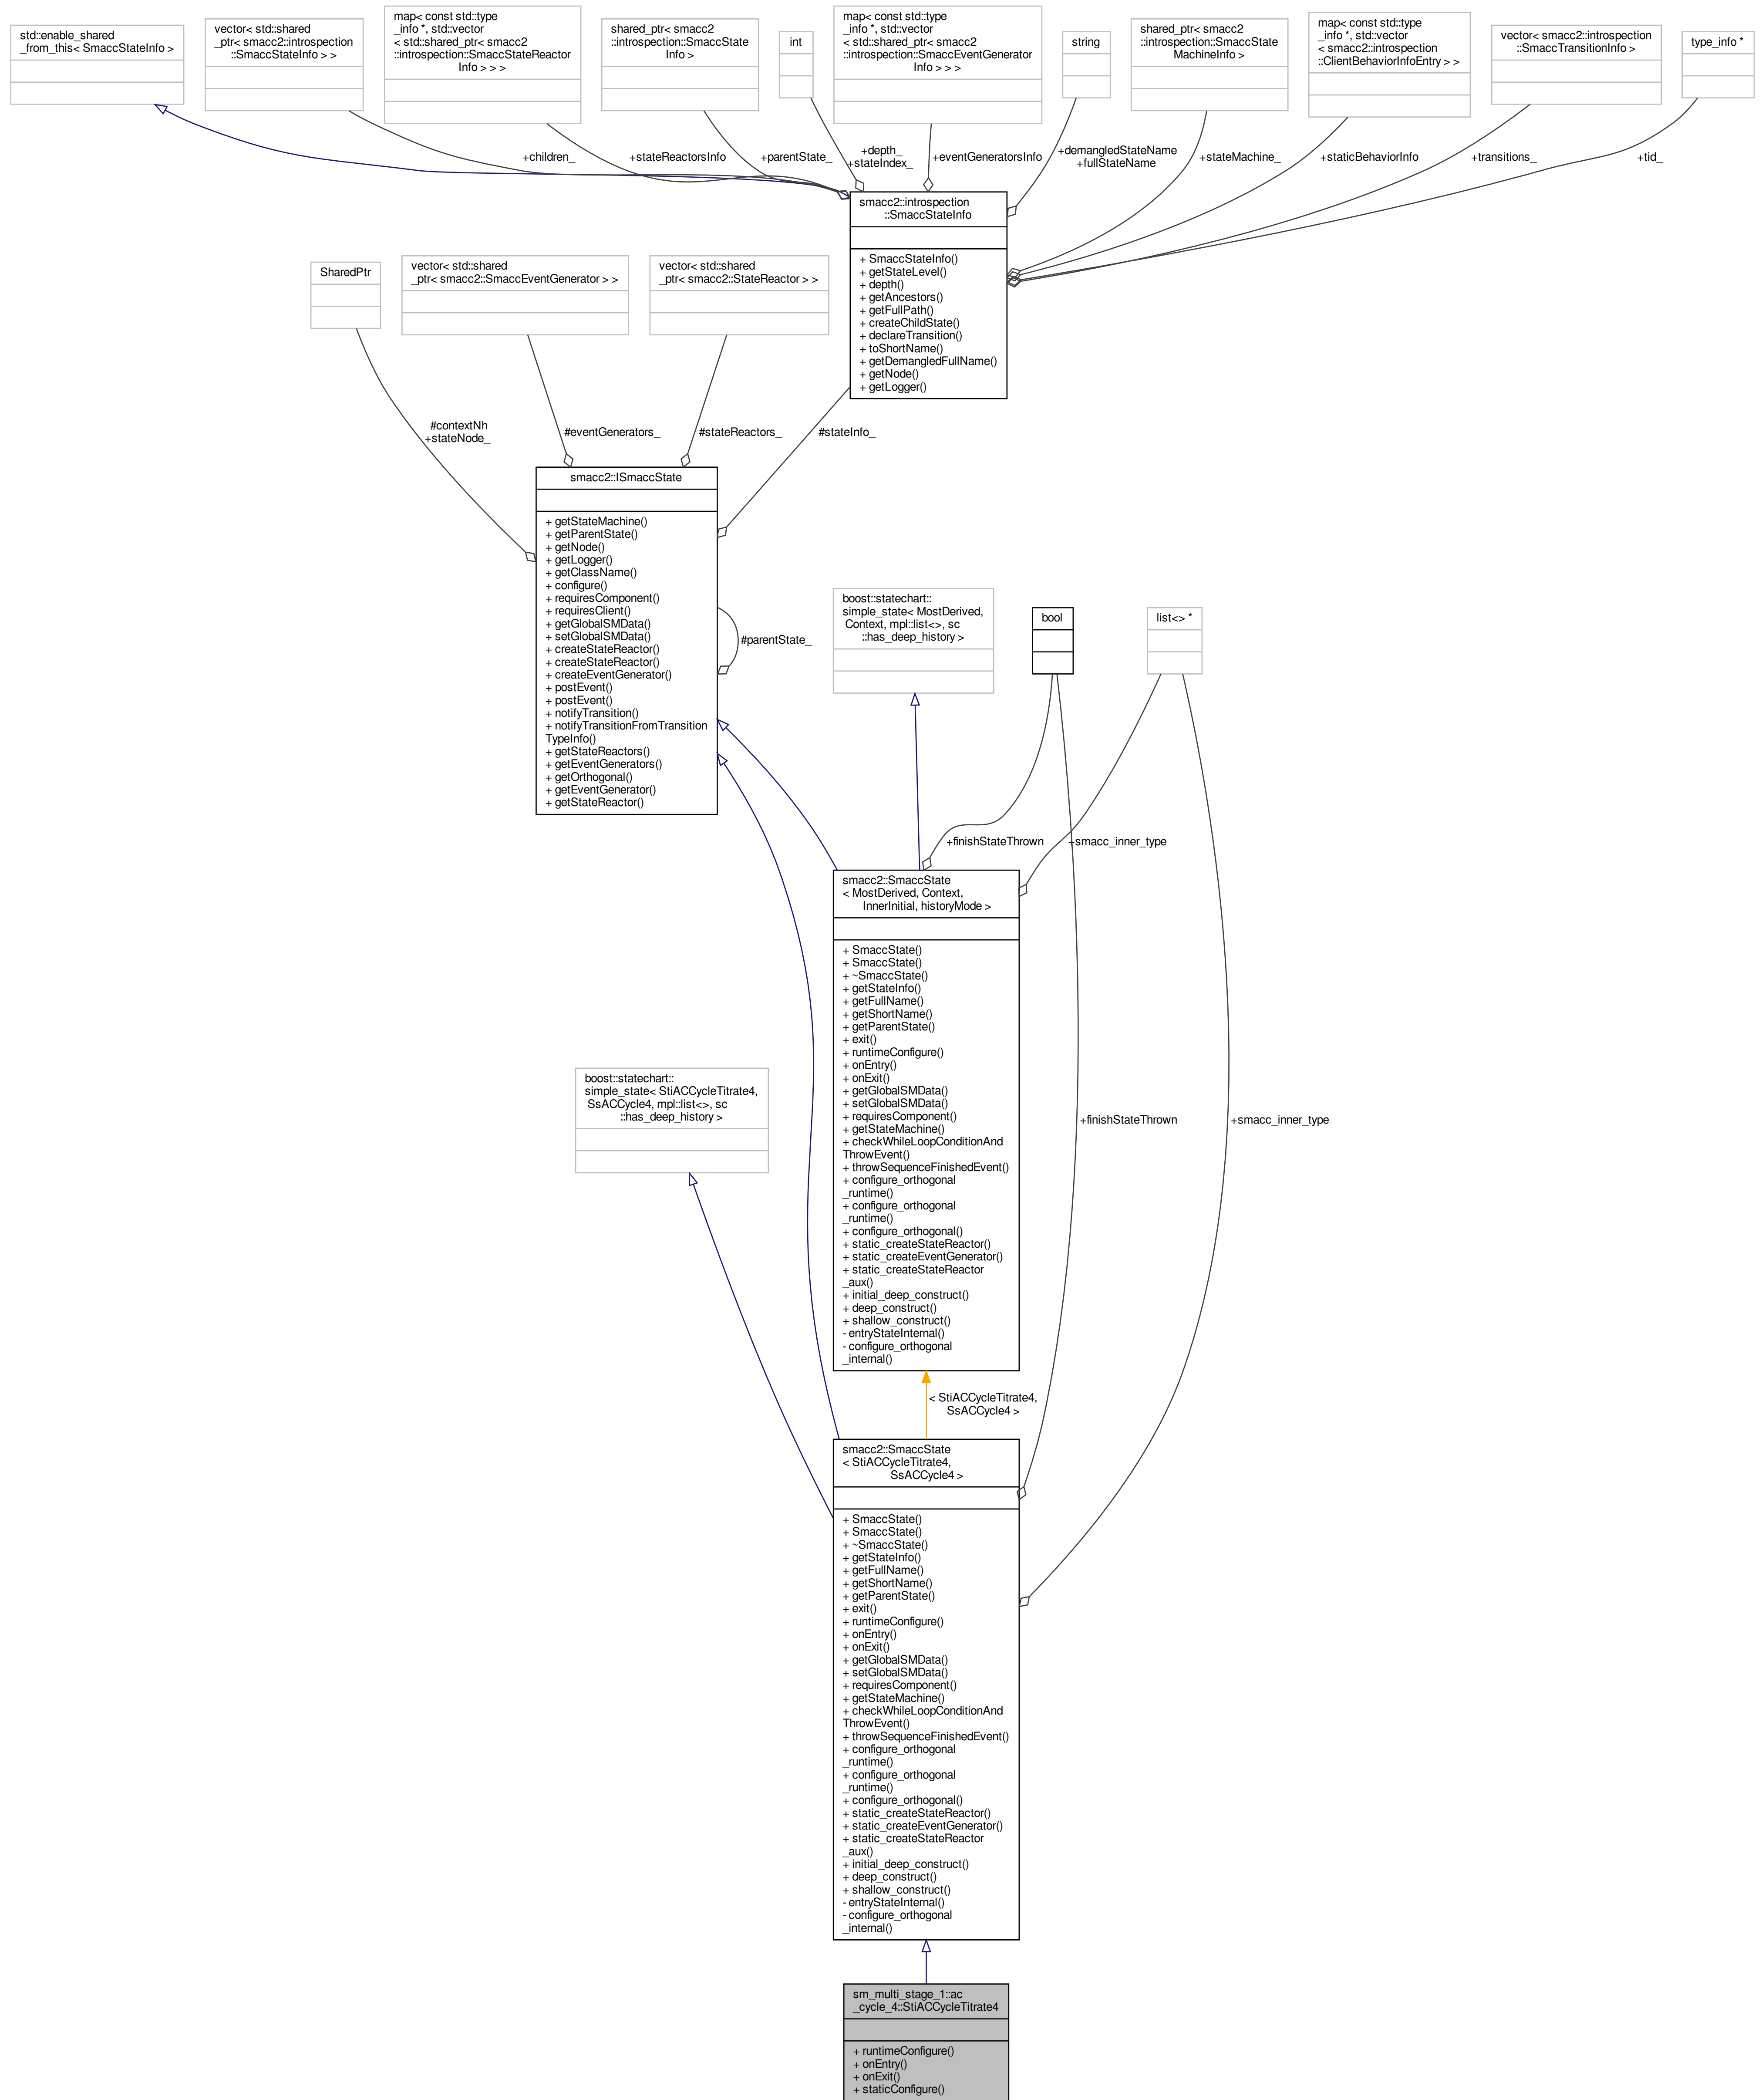 std::enable_shared
_from_this< SmaccStateInfo >
vector< std::shared
_ptr< smacc2::introspection
::SmaccStateInfo > >
map< const std::type
_info *, std::vector
< std::shared_ptr< smacc2
::introspection::SmaccStateReactor
Info > > >
shared_ptr< smacc2
::introspection::SmaccState
Info >
int
map< const std::type
_info *, std::vector
< std::shared_ptr< smacc2
::introspection::SmaccEventGenerator
Info > > >
string
shared_ptr< smacc2
::introspection::SmaccState
MachineInfo >
map< const std::type
_info *, std::vector
< smacc2::introspection
::ClientBehaviorInfoEntry > >
vector< smacc2::introspection
::SmaccTransitionInfo >
type_info *
+children_
+stateReactorsInfo
+parentState_
+depth_
+stateIndex_
+eventGeneratorsInfo
+demangledStateName
+fullStateName
+stateMachine_
+staticBehaviorInfo
+transitions_
+tid_
smacc2::introspection
::SmaccStateInfo
+ SmaccStateInfo()
+ getStateLevel()
+ depth()
+ getAncestors()
+ getFullPath()
+ createChildState()
+ declareTransition()
+ toShortName()
+ getDemangledFullName()
+ getNode()
+ getLogger()
SharedPtr
vector< std::shared
_ptr< smacc2::SmaccEventGenerator > >
vector< std::shared
_ptr< smacc2::StateReactor > >
#contextNh
+stateNode_
#eventGenerators_
#stateReactors_
#stateInfo_
smacc2::ISmaccState
+ getStateMachine()
+ getParentState()
+ getNode()
+ getLogger()
+ getClassName()
+ configure()
+ requiresComponent()
+ requiresClient()
+ getGlobalSMData()
+ setGlobalSMData()
+ createStateReactor()
+ createStateReactor()
+ createEventGenerator()
+ postEvent()
+ postEvent()
+ notifyTransition()
+ notifyTransitionFromTransition
TypeInfo()
+ getStateReactors()
+ getEventGenerators()
+ getOrthogonal()
+ getEventGenerator()
+ getStateReactor()
#parentState_
boost::statechart::
simple_state< MostDerived,
Context, mpl::list<>, sc
::has_deep_history >
bool
list<> *
+finishStateThrown
+smacc_inner_type
smacc2::SmaccState
< MostDerived, Context,
InnerInitial, historyMode >
+ SmaccState()
+ SmaccState()
+ ~SmaccState()
+ getStateInfo()
+ getFullName()
+ getShortName()
+ getParentState()
+ exit()
+ runtimeConfigure()
+ onEntry()
+ onExit()
+ getGlobalSMData()
+ setGlobalSMData()
+ requiresComponent()
+ getStateMachine()
+ checkWhileLoopConditionAnd
ThrowEvent()
+ throwSequenceFinishedEvent()
+ configure_orthogonal
_runtime()
+ configure_orthogonal
_runtime()
+ configure_orthogonal()
+ static_createStateReactor()
+ static_createEventGenerator()
+ static_createStateReactor
_aux()
+ initial_deep_construct()
+ deep_construct()
+ shallow_construct()
- entryStateInternal()
- configure_orthogonal
_internal()
boost::statechart::
simple_state< StiACCycleTitrate4,
SsACCycle4, mpl::list<>, sc
::has_deep_history >
+finishStateThrown
+smacc_inner_type
< StiACCycleTitrate4,
SsACCycle4 >
smacc2::SmaccState
< StiACCycleTitrate4,
SsACCycle4 >
+ SmaccState()
+ SmaccState()
+ ~SmaccState()
+ getStateInfo()
+ getFullName()
+ getShortName()
+ getParentState()
+ exit()
+ runtimeConfigure()
+ onEntry()
+ onExit()
+ getGlobalSMData()
+ setGlobalSMData()
+ requiresComponent()
+ getStateMachine()
+ checkWhileLoopConditionAnd
ThrowEvent()
+ throwSequenceFinishedEvent()
+ configure_orthogonal
_runtime()
+ configure_orthogonal
_runtime()
+ configure_orthogonal()
+ static_createStateReactor()
+ static_createEventGenerator()
+ static_createStateReactor
_aux()
+ initial_deep_construct()
+ deep_construct()
+ shallow_construct()
- entryStateInternal()
- configure_orthogonal
_internal()
sm_multi_stage_1::ac
_cycle_4::StiACCycleTitrate4
+ runtimeConfigure()
+ onEntry()
+ onExit()
+ staticConfigure()